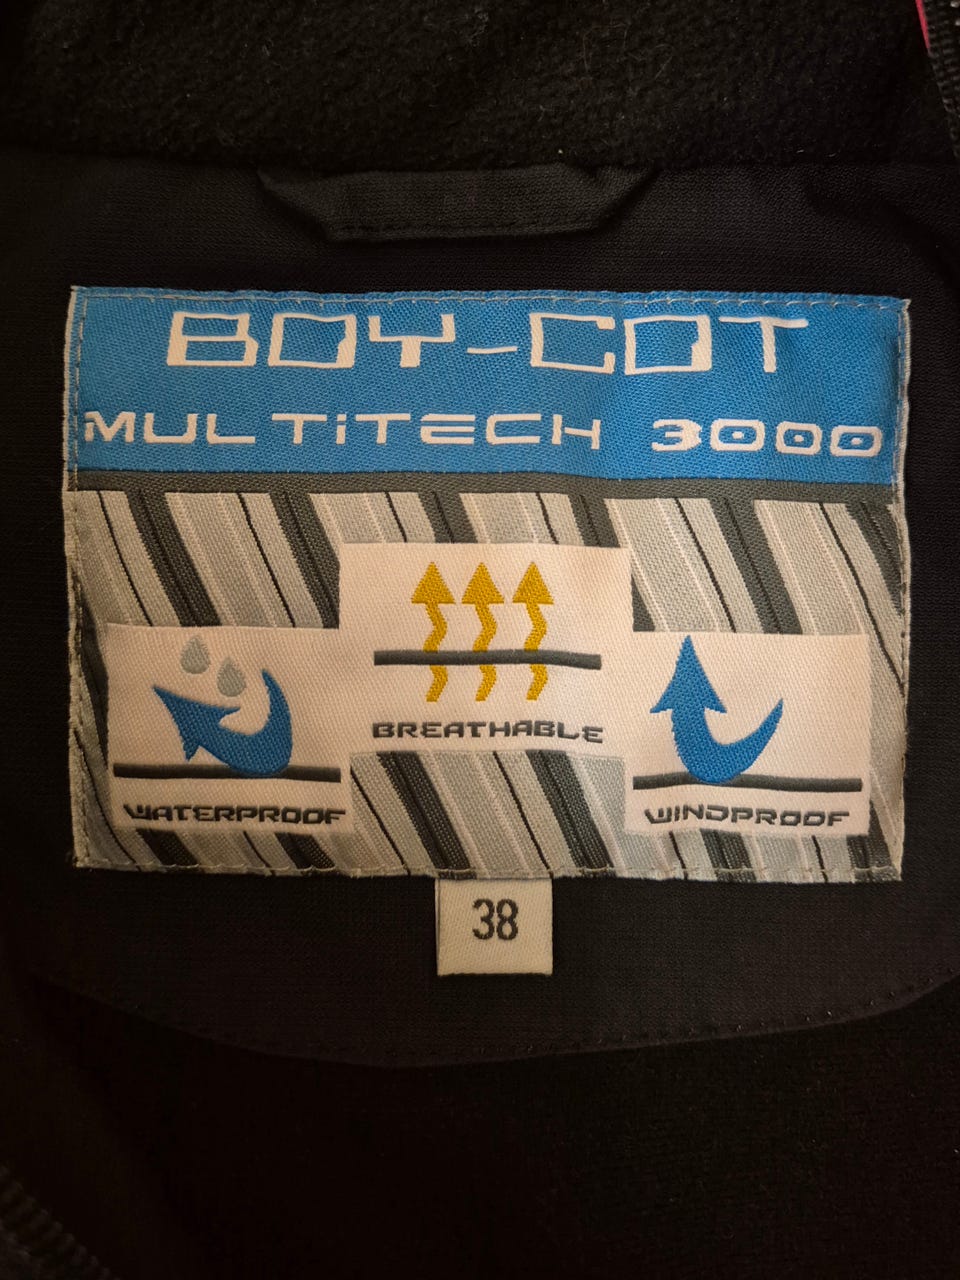 BOY-COT
MULTiTECH 3000
BREATHABLE
WATERPROOF
WINDPROOF
38